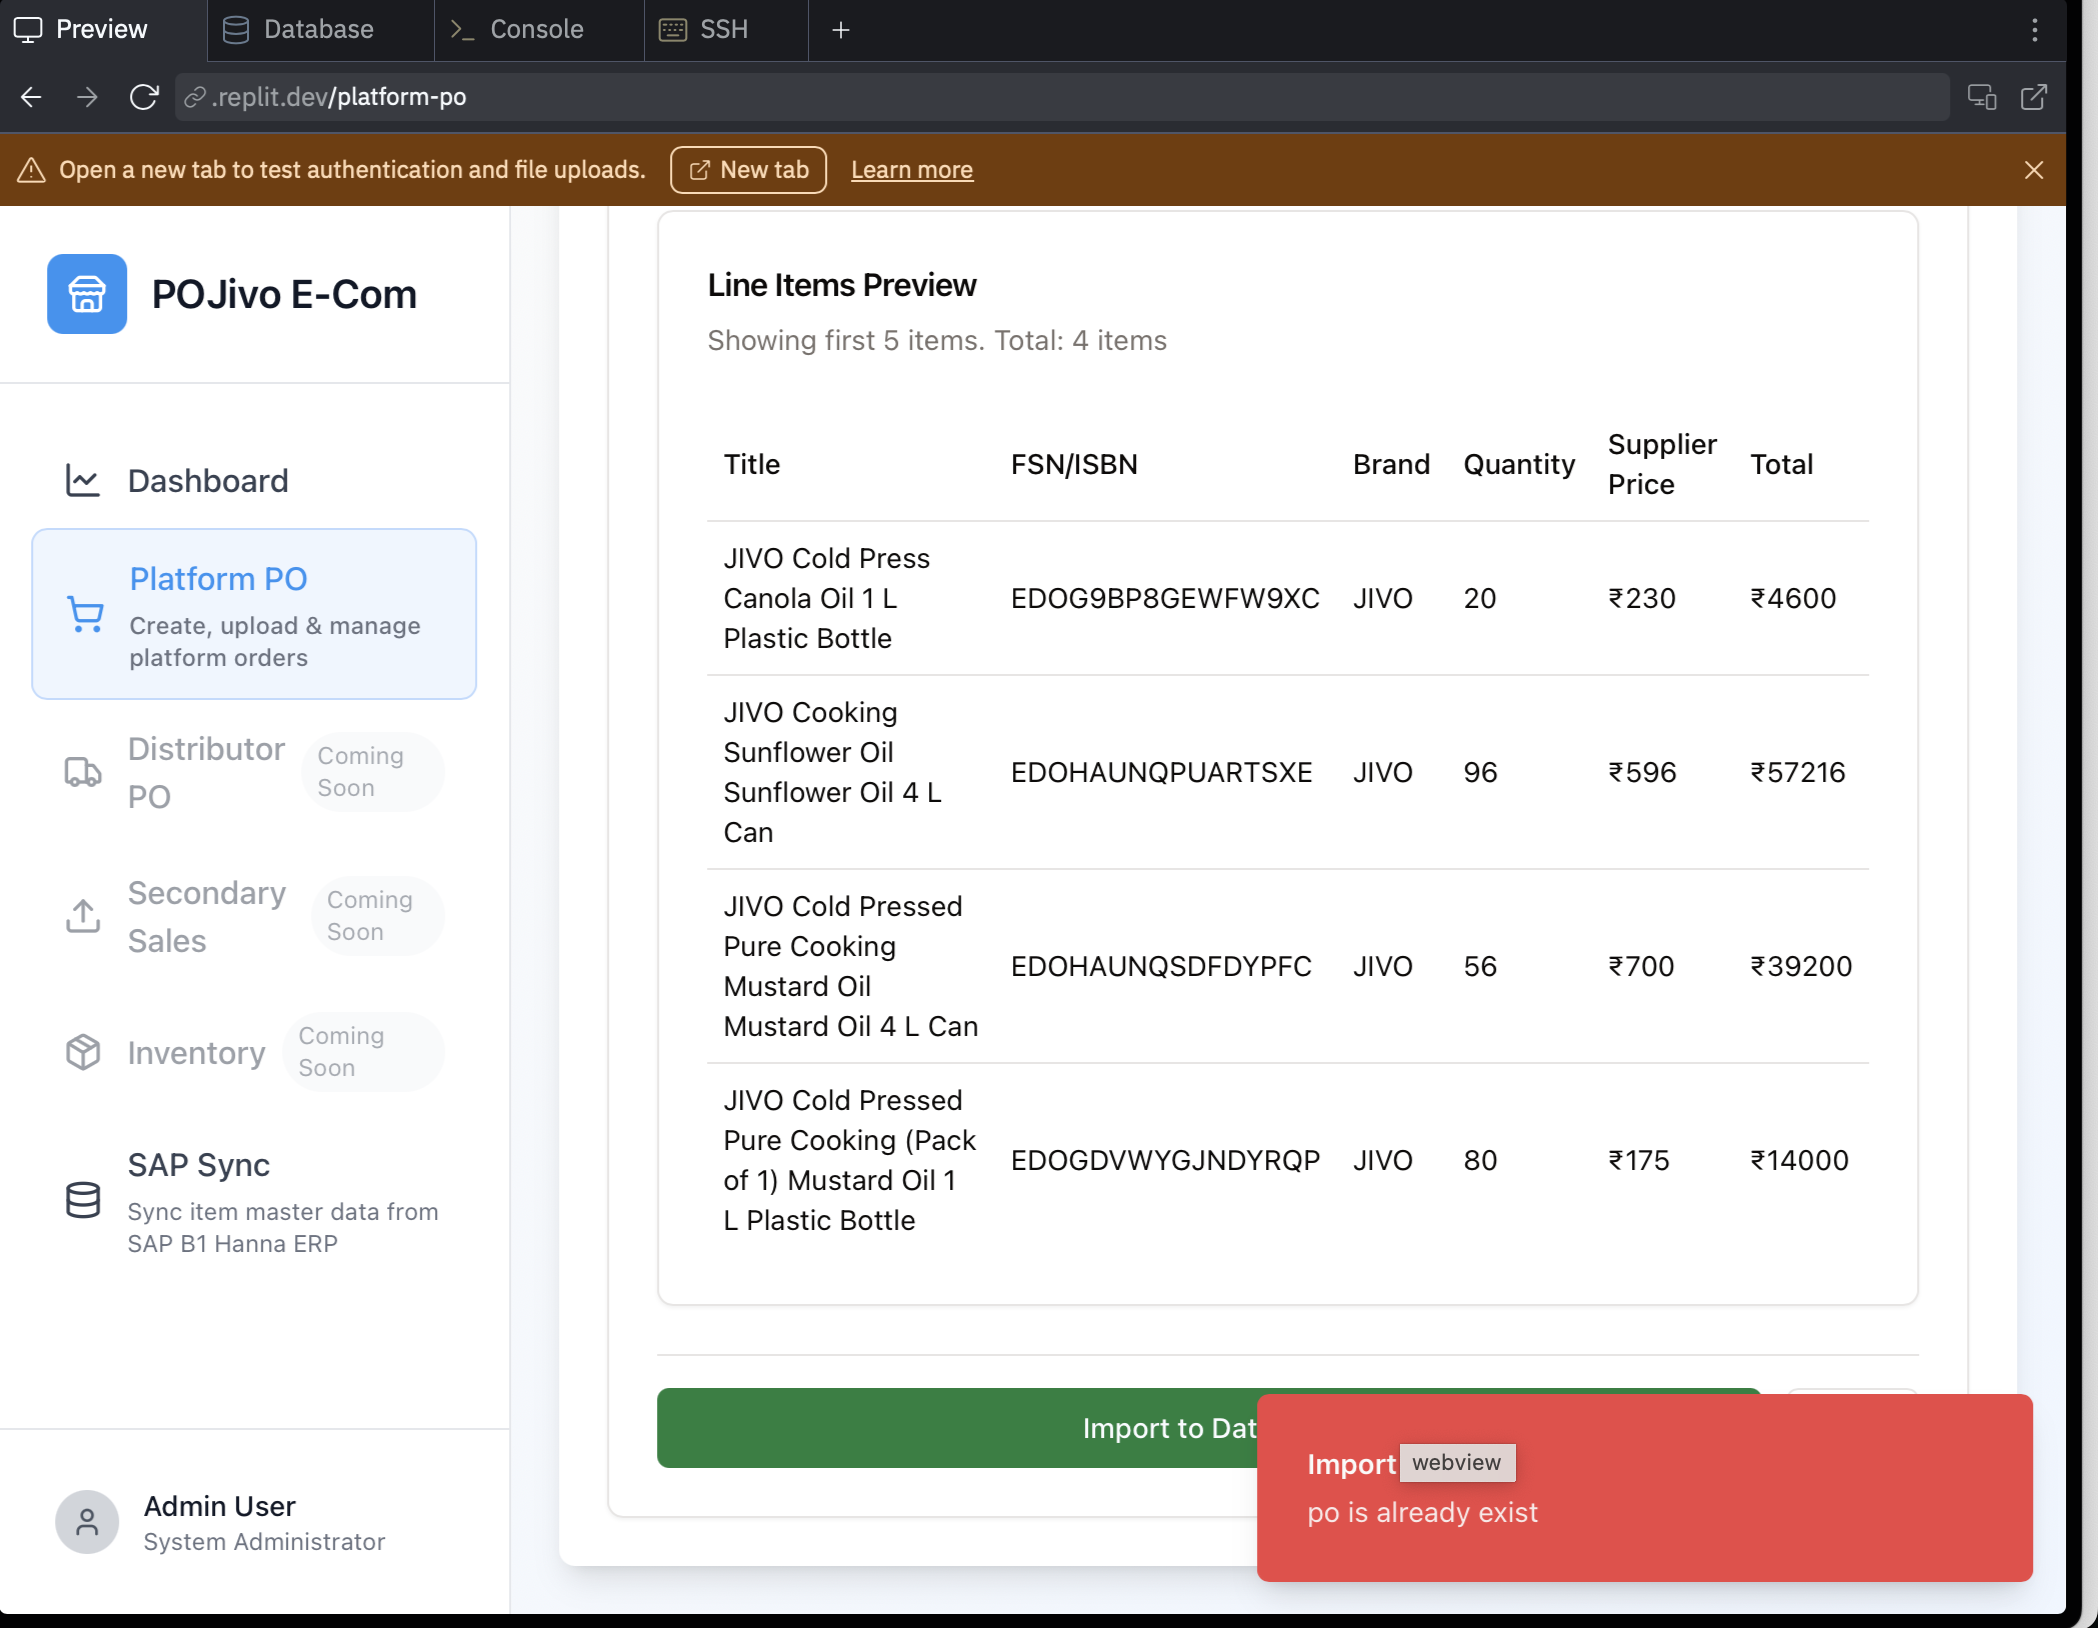 Preview
Database
Console
SSH
.replit.dev/platform-po
Open a new tab to test authentication and file uploads.
New tab
Learn more
POJivo E-Com
Dashboard
Platform PO
Create, upload & manage
platform orders
Distributor
PO
Coming
Soon
Secondary
Sales
Coming
Soon
Inventory
Coming
Soon
SAP Sync
Sync item master data from
SAP B1 Hanna ERP
Admin User
System Administrator
Line Items Preview
Showing first 5 items. Total: 4 items
Title FSN/ISBN Brand Quantity Supplier Price Total
JIVO Cold Press
Canola Oil 1 L
Plastic Bottle
EDOG9BP8GEWFW9XC JIVO 20 ₹230 ₹4600
JIVO Cooking
Sunflower Oil
Sunflower Oil 4 L
Can
EDOHAUNQPUARTSXE JIVO 96 ₹596 ₹57216
JIVO Cold Pressed
Pure Cooking
Mustard Oil
Mustard Oil 4 L Can
EDOHAUNQSDFDYPFC JIVO 56 ₹700 ₹39200
JIVO Cold Pressed
Pure Cooking (Pack
of 1) Mustard Oil 1
L Plastic Bottle
EDOGDVWYGJNDYRQP JIVO 80 ₹175 ₹14000
Import to Dat
Import
webview
po is already exist